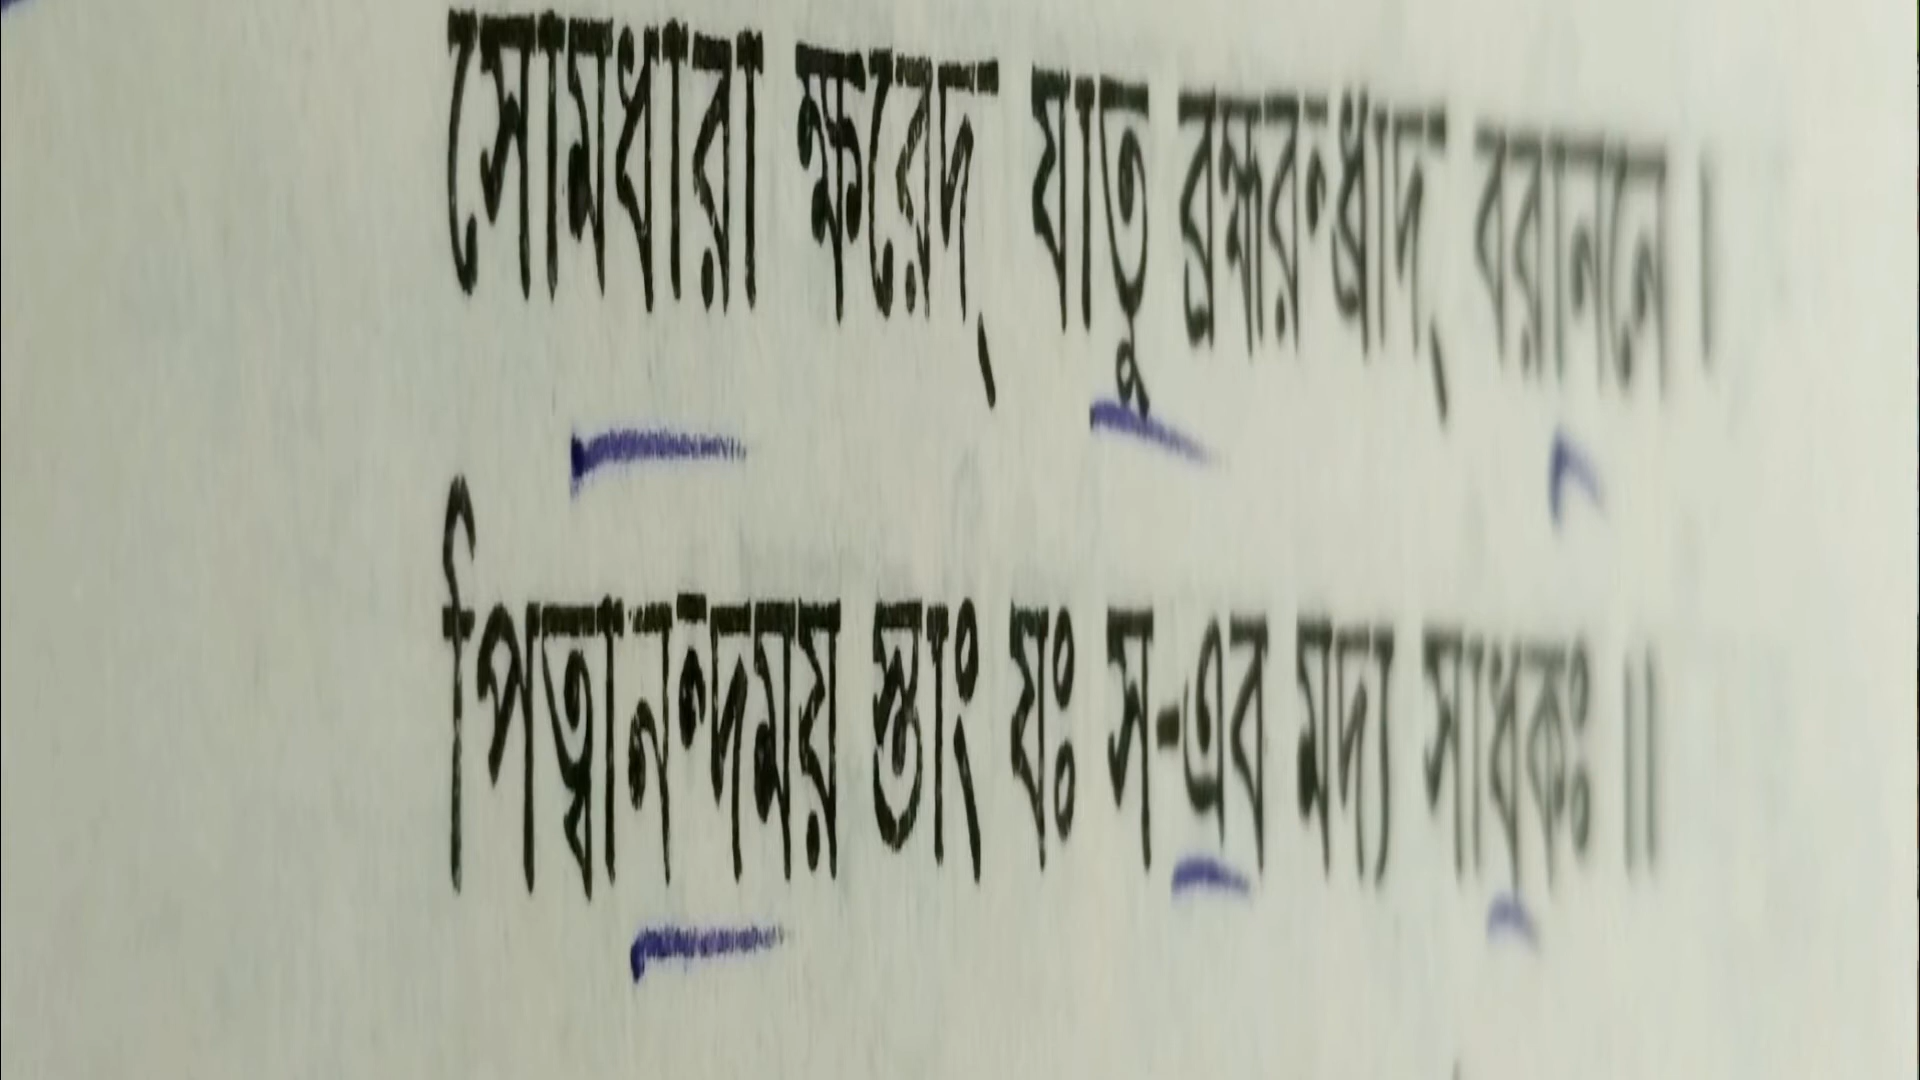 সোমধারা ক্ষরেদ্ যাতু ব্রহ্মরন্ধ্রাদ্ বরাননে ।
পিত্বানন্দময় স্তাং যঃ স-এব মদ্য সাধকঃ ॥